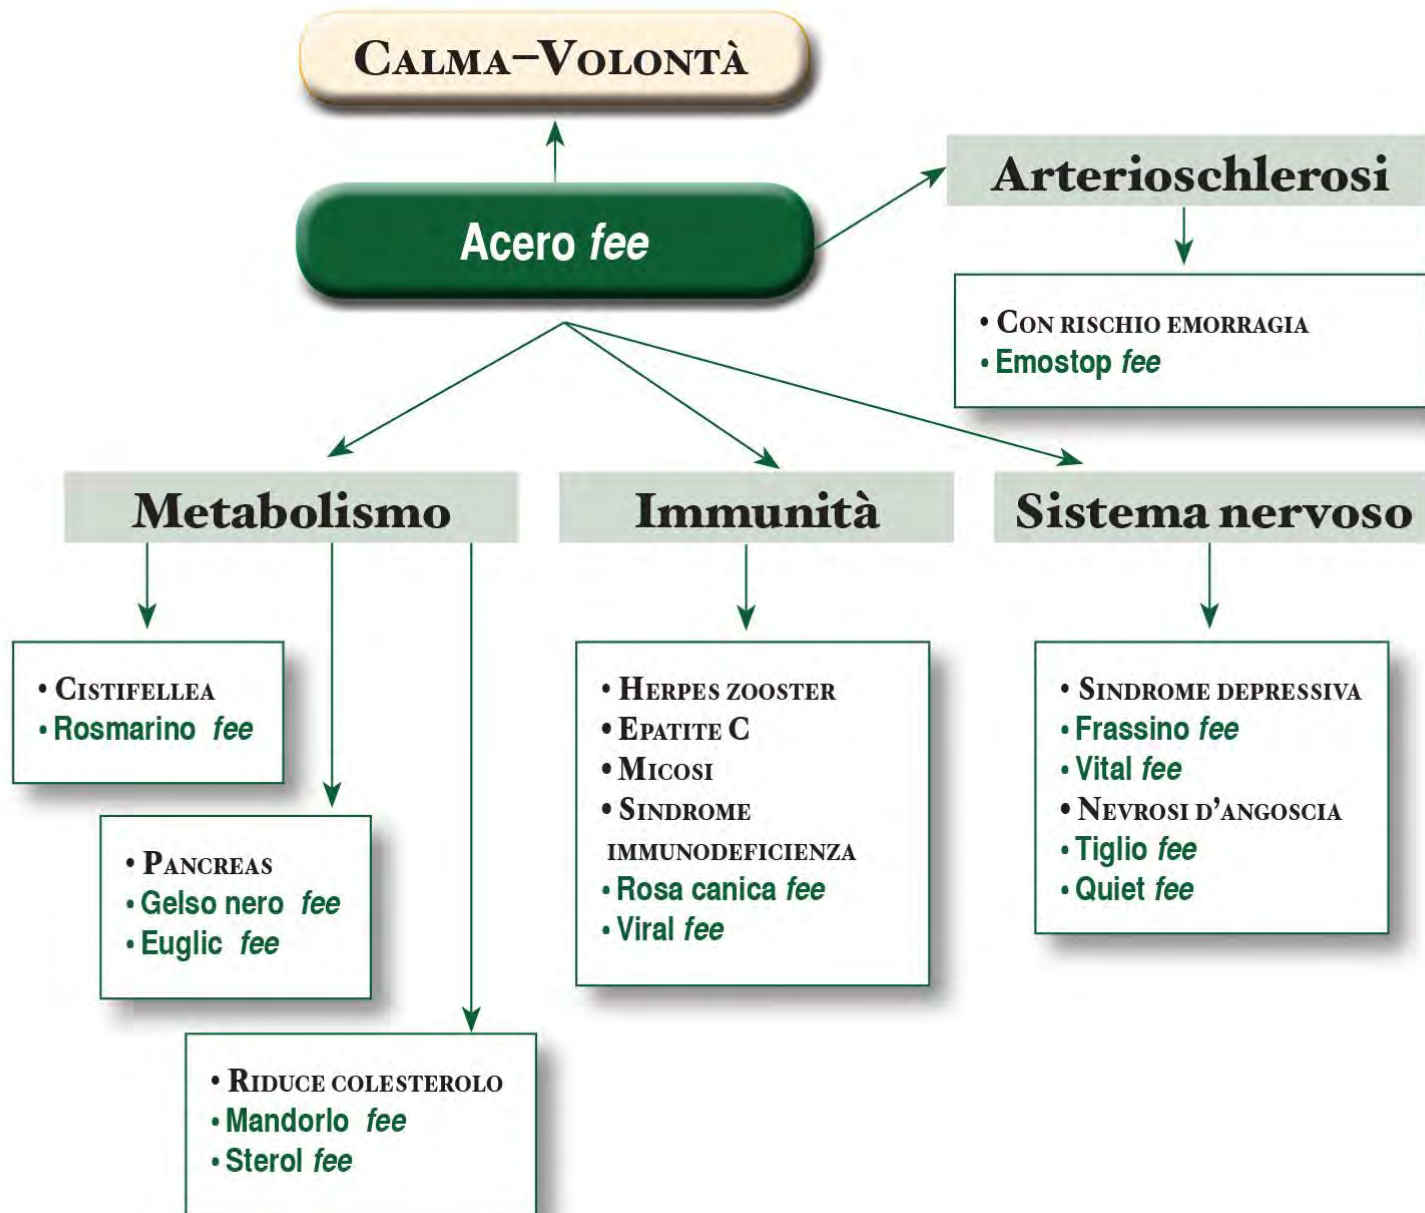 CALMA–VOLONTÀ
Acero fee
Arterioschlerosi
• CON RISCHIO EMORRAGIA
• Emostop fee
Metabolismo
• CISTIFELLEA
• Rosmarino fee
• PANCREAS
• Gelso nero fee
• Euglic fee
• RIDUCE COLESTEROLO
• Mandorlo fee
• Sterol fee
Immunità
• HERPES ZOOSTER
• EPATITE C
• MICOSI
• SINDROME
IMMUNODEFICIENZA
• Rosa canica fee
• Viral fee
Sistema nervoso
• SINDROME DEPRESSIVA
• Frassino fee
• Vital fee
• NEVROSI D’ANGOSCIA
• Tiglio fee
• Quiet fee